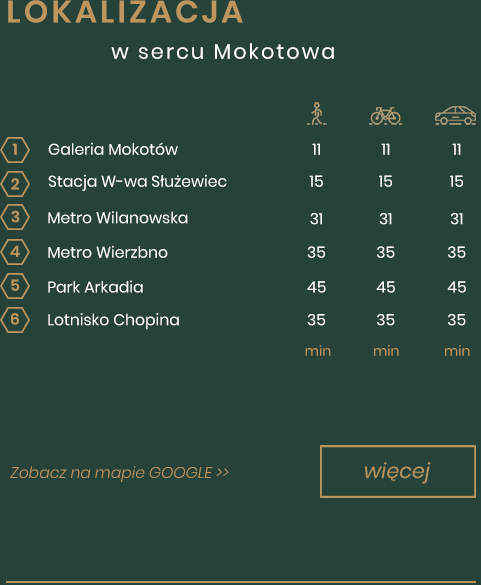 LOKALIZACJA
w sercu Mokotowa
1 Galeria Mokotów 11 11 11
2 Stacja W-wa Służewiec 15 15 15
3 Metro Wilanowska 31 31 31
4 Metro Wierzbno 35 35 35
5 Park Arkadia 45 45 45
6 Lotnisko Chopina 35 35 35
min min min
Zobacz na mapie GOOGLE >> więcej